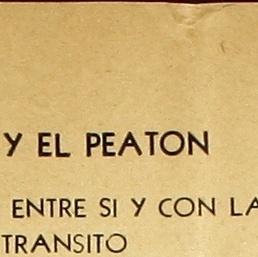 Y EL PEATON
ENTRE SI Y CON LA
TRANSITO